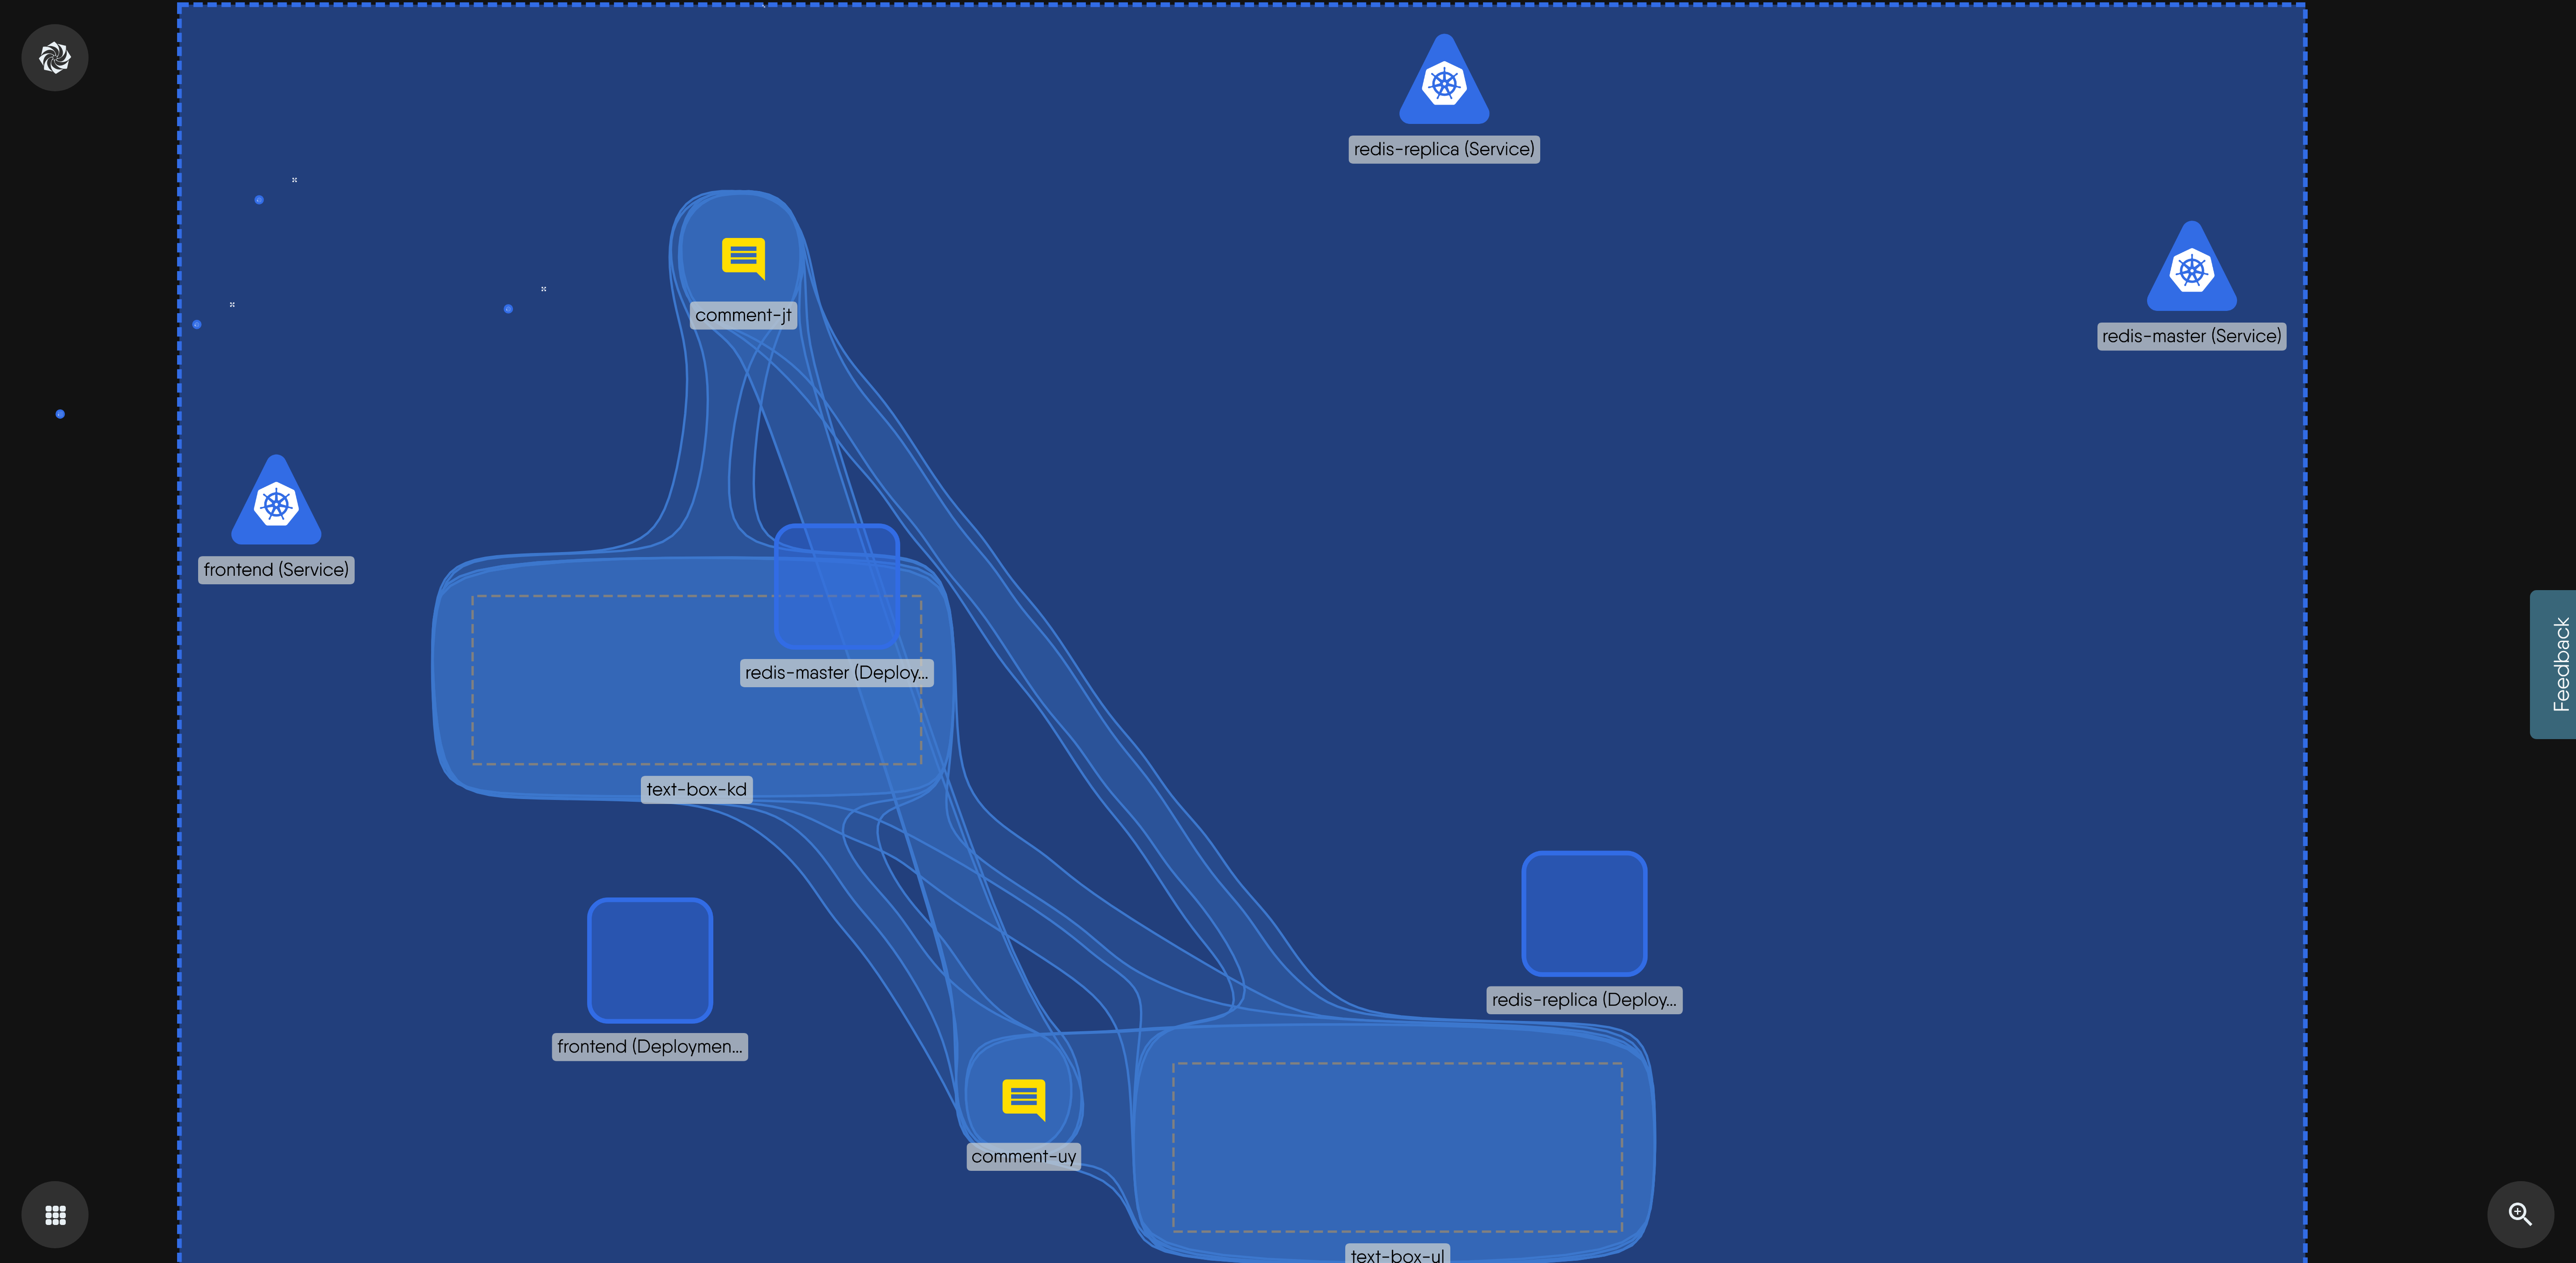 redis-replica (Service)
comment-jt
redis-master (Service)
frontend (Service)
redis-master (Deploy...
text-box-kd
redis-replica (Deploy...
frontend (Deploymen...
comment-uy
text-box-ul
Feedback